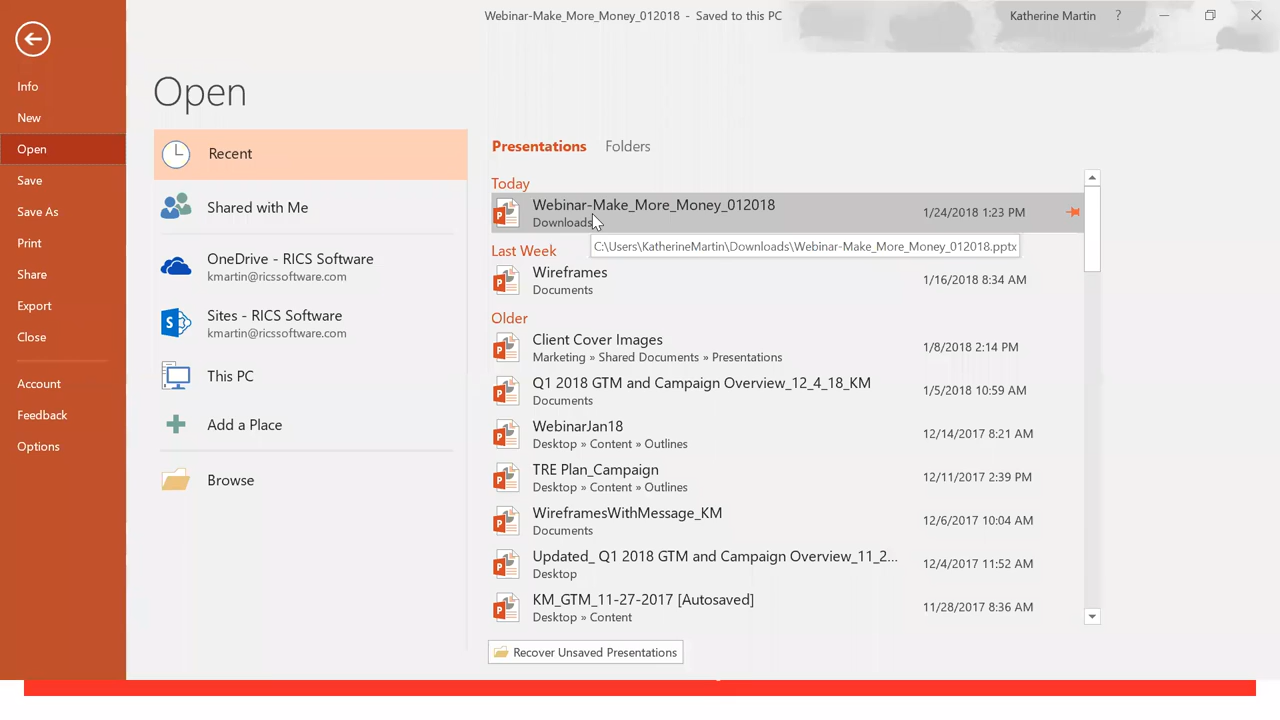 Webinar-Make_More_Money_012018 - Saved to this PC
Katherine Martin
?
Info
New
Open
Save
Save As
Print
Share
Export
Close
Account
Feedback
Options
Open
Recent
Shared with Me
OneDrive - RICS Software
kmartin@ricssoftware.com
Sites - RICS Software
kmartin@ricssoftware.com
This PC
Add a Place
Browse
Presentations Folders
Today
Webinar-Make_More_Money_012018
Downloads
1/24/2018 1:23 PM
C:\Users\KatherineMartin\Downloads\Webinar-Make_More_Money_012018.pptx
Last Week
Wireframes
Documents
1/16/2018 8:34 AM
Older
Client Cover Images
Marketing » Shared Documents » Presentations
1/8/2018 2:14 PM
Q1 2018 GTM and Campaign Overview_12_4_18_KM
Documents
1/5/2018 10:59 AM
WebinarJan18
Desktop » Content » Outlines
12/14/2017 8:21 AM
TRE Plan_Campaign
Desktop » Content » Outlines
12/11/2017 2:39 PM
WireframesWithMessage_KM
Documents
12/6/2017 10:04 AM
Updated_ Q1 2018 GTM and Campaign Overview_11_2...
Desktop
12/4/2017 11:52 AM
KM_GTM_11-27-2017 [Autosaved]
Desktop » Content
11/28/2017 8:36 AM
Recover Unsaved Presentations